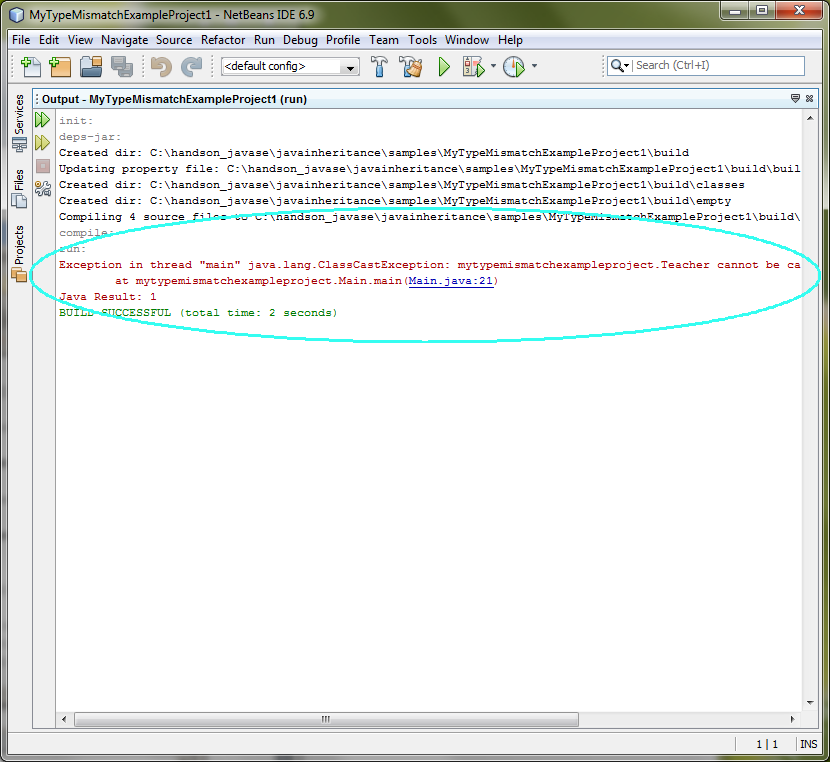 MyTypeMismatchExampleProject1 - NetBeans IDE 6.9
File Edit View Navigate Source Refactor Run Debug Profile Team Tools Window Help
<default config>
Search (Ctrl+I)
Services
Files
Projects
Output - MyTypeMismatchExampleProject1 (run)
init:
deps-jar:
Created dir: C:\handson_javase\javainheritance\samples\MyTypeMismatchExampleProject1\build
Updating property file: C:\handson_javase\javainheritance\samples\MyTypeMismatchExampleProject1\build\buil
Created dir: C:\handson_javase\javainheritance\samples\MyTypeMismatchExampleProject1\build\classes
Created dir: C:\handson_javase\javainheritance\samples\MyTypeMismatchExampleProject1\build\empty
Compiling 4 source files to C:\handson_javase\javainheritance\samples\MyTypeMismatchExampleProject1\build\
compile:
run:
Exception in thread "main" java.lang.ClassCastException: mytypemismatchexampleproject.Teacher cannot be ca
at mytypemismatchexampleproject.Main.main(Main.java:21)
Java Result: 1
BUILD SUCCESSFUL (total time: 2 seconds)
1 | 1 INS